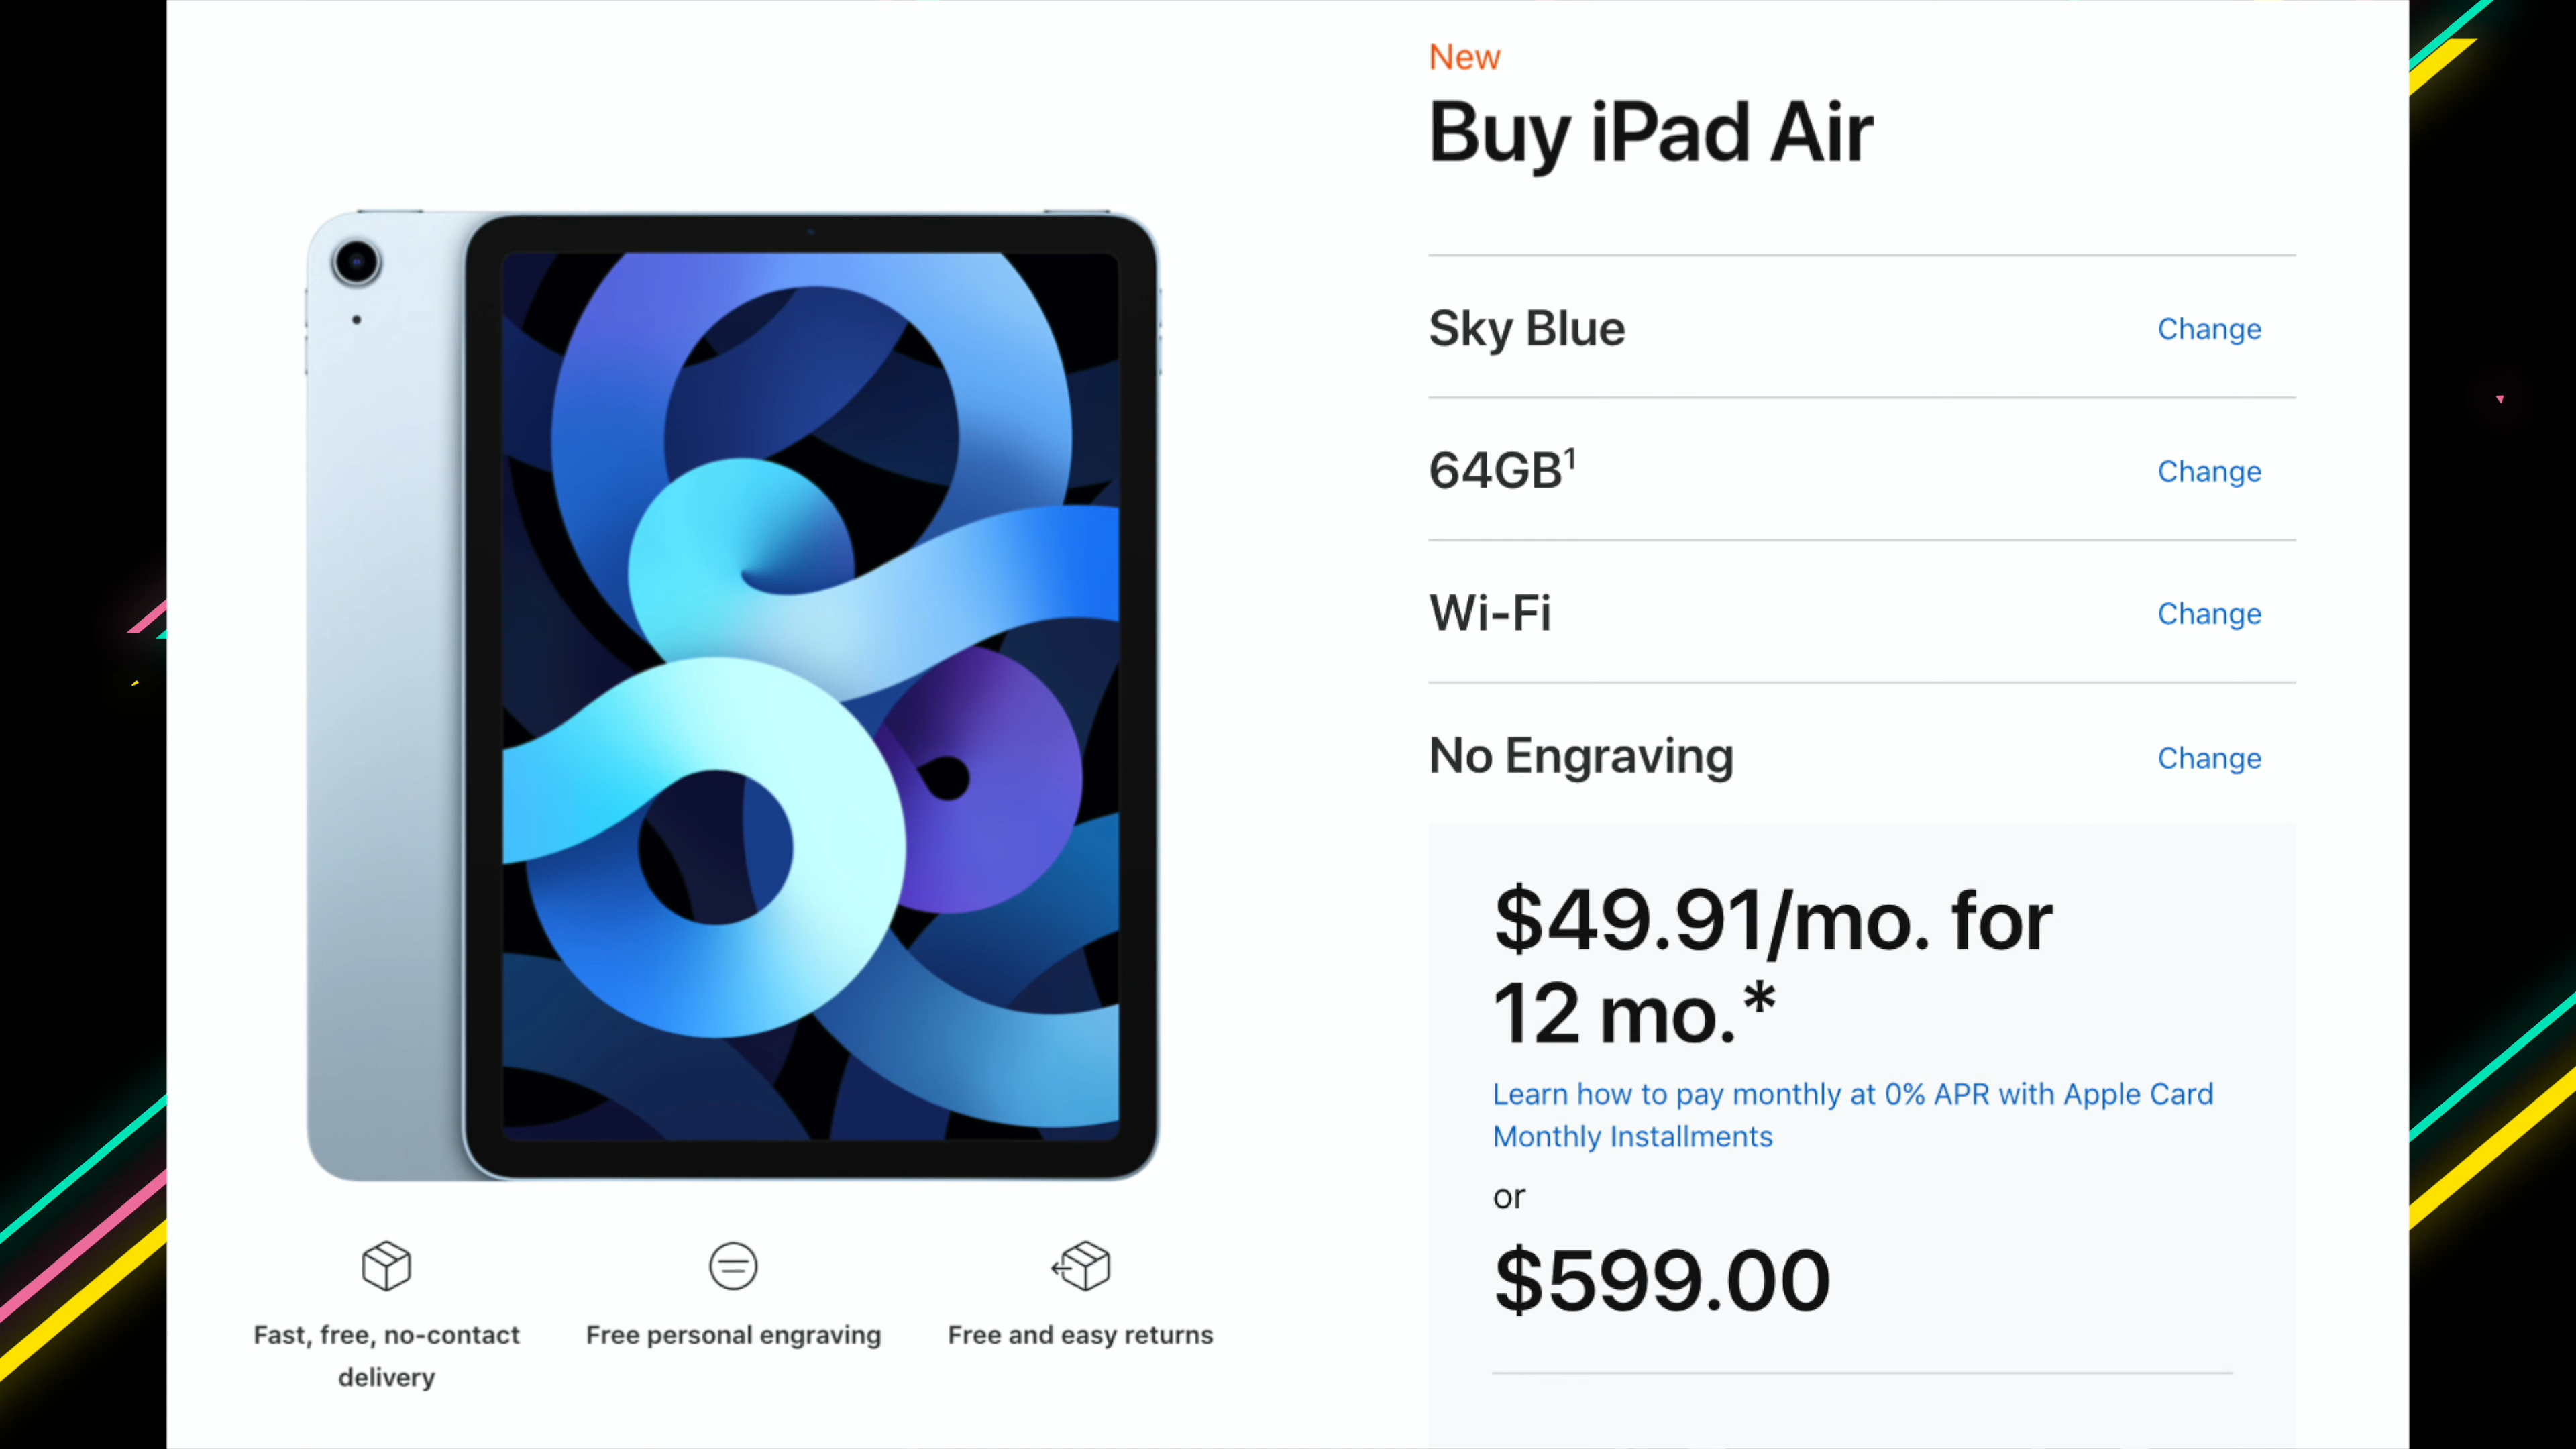 New
Buy iPad Air
Sky Blue
Change
64GB¹
Change
Wi-Fi
Change
No Engraving
Change
$49.91/mo. for
12 mo.*
Learn how to pay monthly at 0% APR with Apple Card
Monthly Installments
or
$599.00
Fast, free, no-contact
delivery
Free personal engraving
Free and easy returns